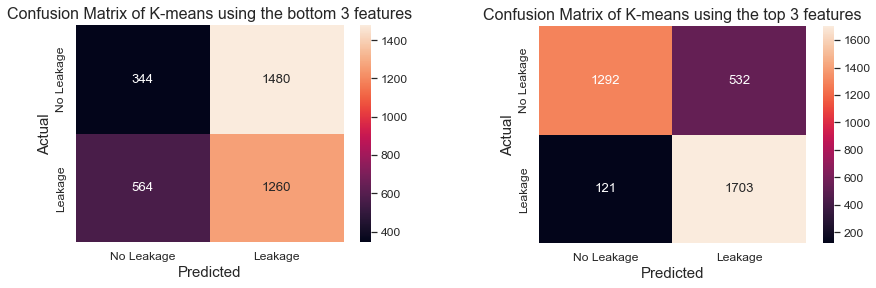 Confusion Matrix of K-means using the bottom 3 features
Actual
No Leakage
Leakage
344
1480
564
1260
No Leakage
Leakage
Predicted
1400
1200
1000
800
600
400
Confusion Matrix of K-means using the top 3 features
Actual
No Leakage
Leakage
1292
532
121
1703
No Leakage
Leakage
Predicted
1600
1400
1200
1000
800
600
400
200